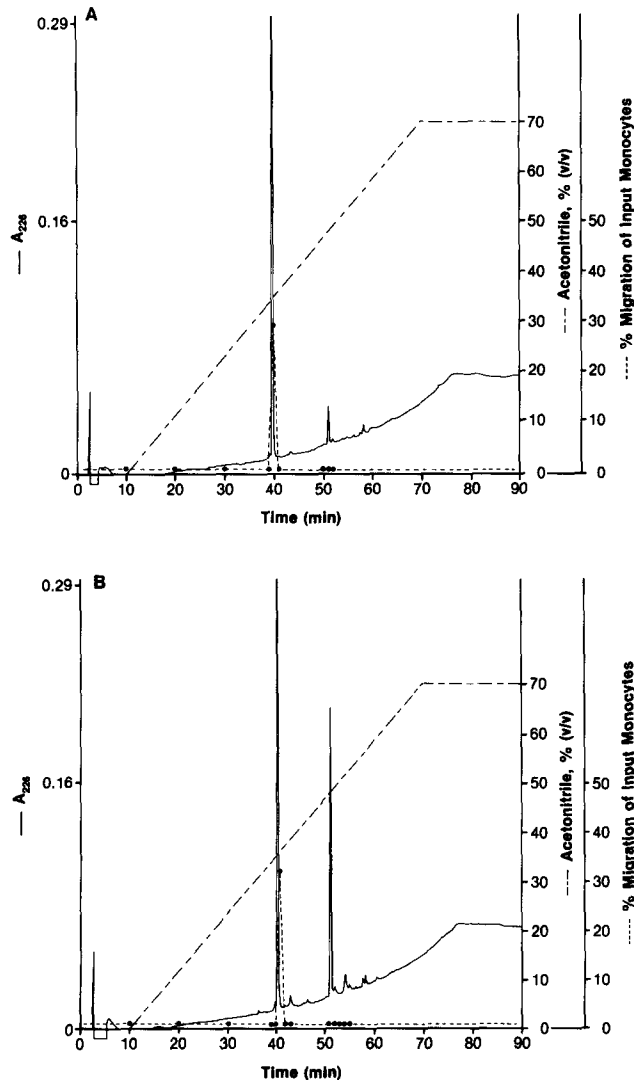 A
0.29
0.16
0
— A226
0 10 20 30 40 50 60 70 80 90
Time (min)
70
60
50
40
30
20
10
0
—·— Acetonitrile, % (v/v)
50
40
30
20
10
0
---- % Migration of Input Monocytes
B
0.29
0.16
0
— A226
0 10 20 30 40 50 60 70 80 90
Time (min)
70
60
50
40
30
20
10
0
—·— Acetonitrile, % (v/v)
50
40
30
20
10
0
---- % Migration of Input Monocytes